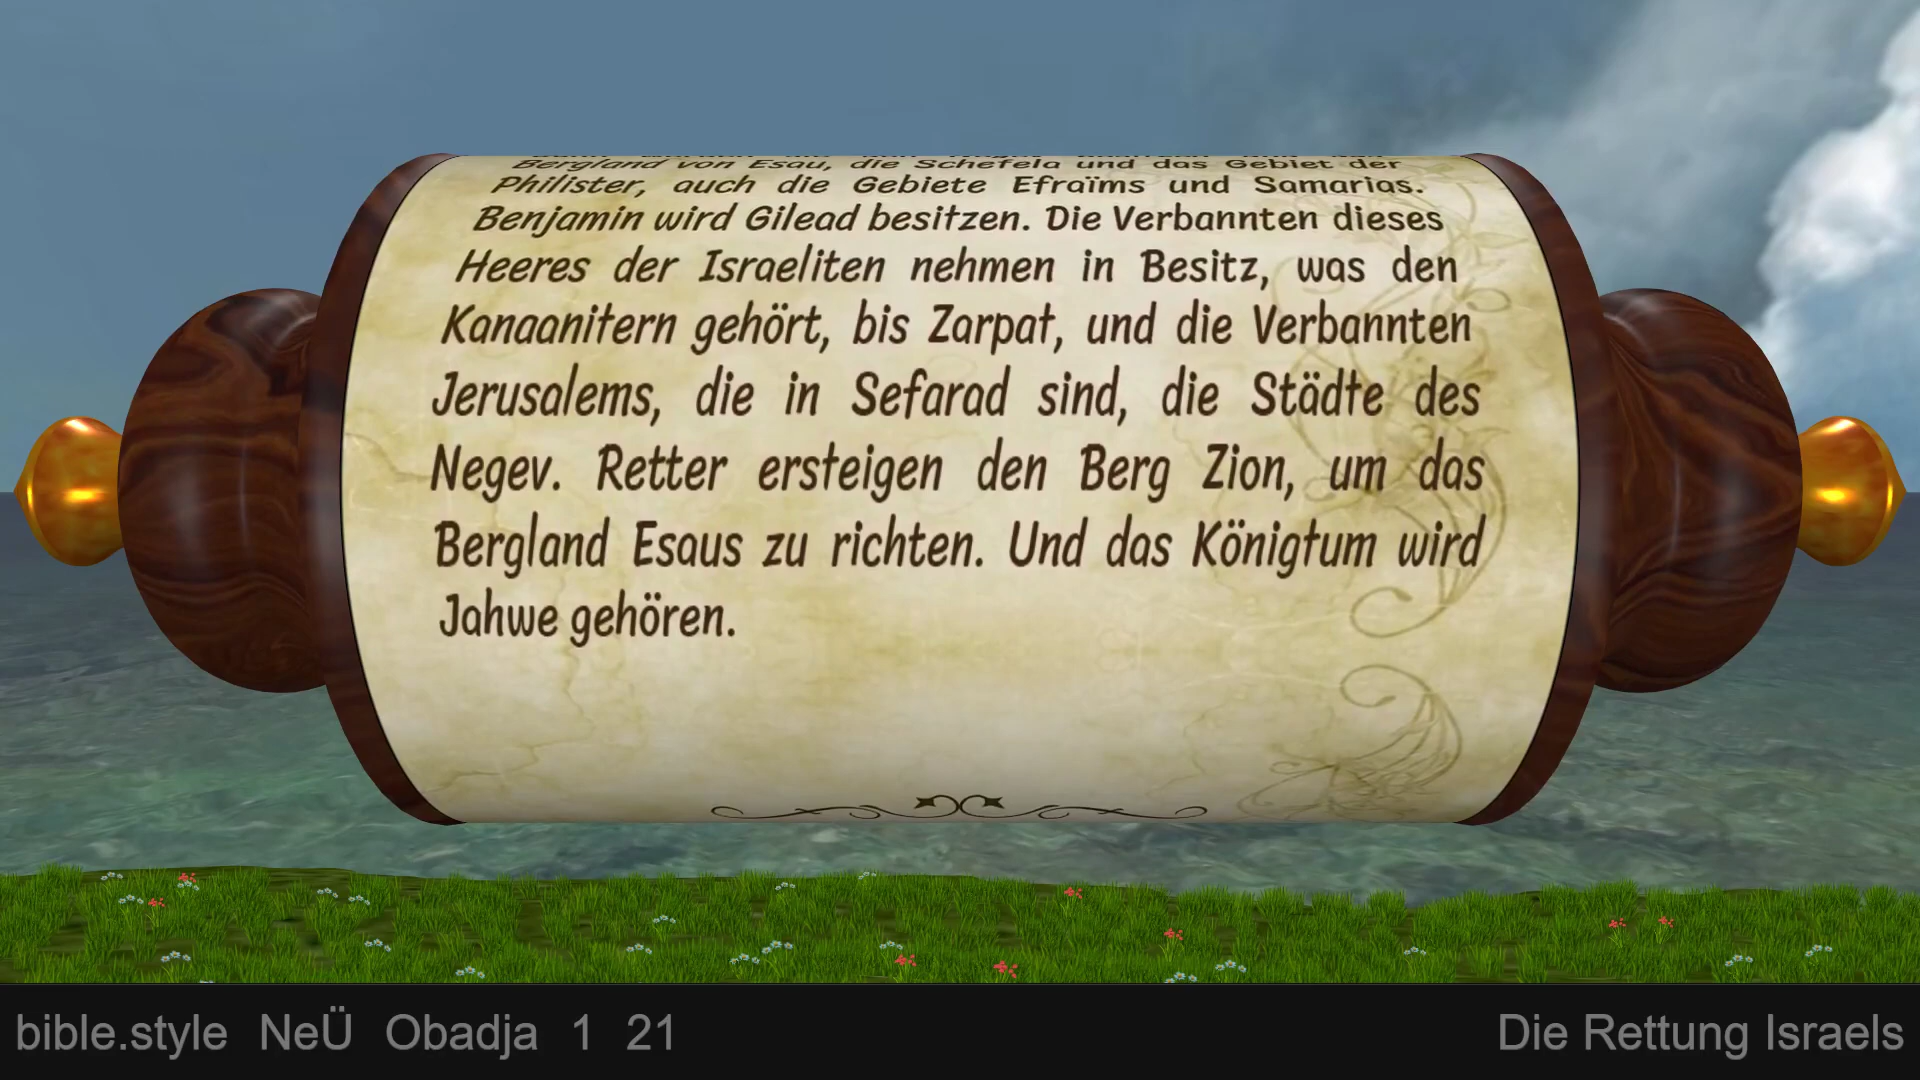 Bergland von Esau, die Schefela und das Gebiet der
Philister, auch die Gebiete Efraïms und Samarias.
Benjamin wird Gilead besitzen. Die Verbannten dieses
Heeres der Israeliten nehmen in Besitz, was den
Kanaanitern gehört, bis Zarpat, und die Verbannten
Jerusalems, die in Sefarad sind, die Städte des
Negev. Retter ersteigen den Berg Zion, um das
Bergland Esaus zu richten. Und das Königtum wird
Jahwe gehören.
bible.style NeÜ Obadja 1 21
Die Rettung Israels